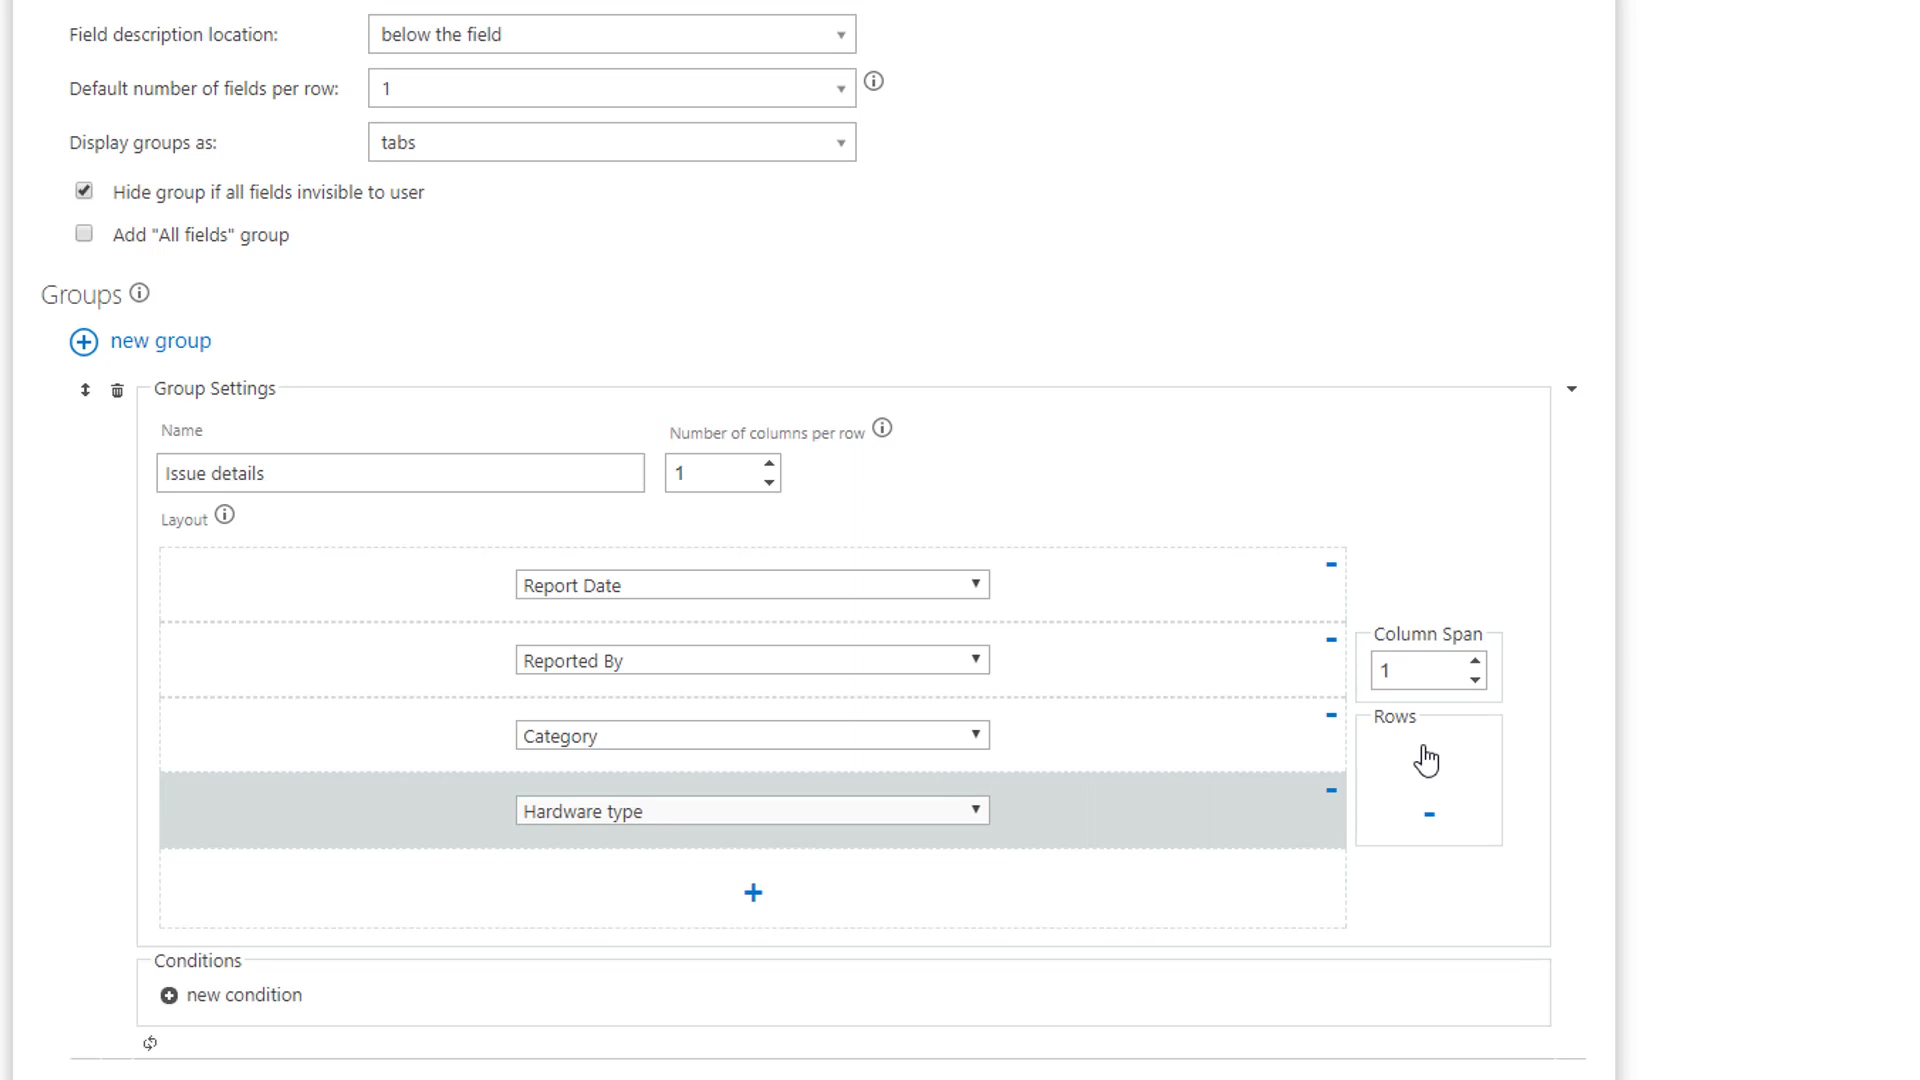 Field description location:
below the field
Default number of fields per row:
1
Display groups as:
tabs
Hide group if all fields invisible to user
Add "All fields" group
Groups
new group
Group Settings
Name
Number of columns per row
Issue details
1
Layout
Report Date
Reported By
Category
Hardware type
+
Column Span
1
Rows
-
Conditions
new condition